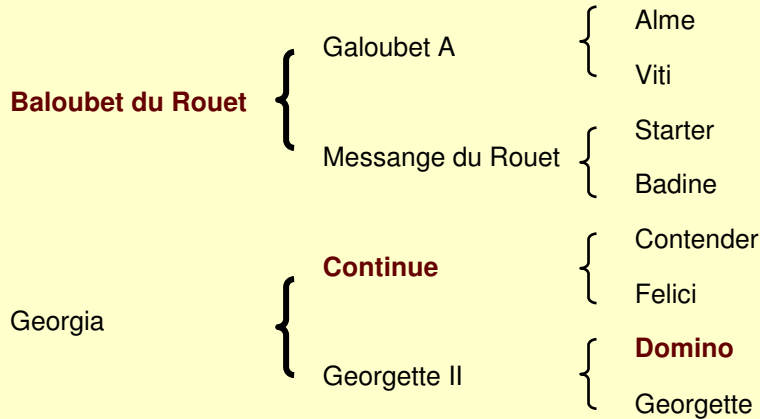 Alme
Galoubet A
Viti
Baloubet du Rouet
Starter
Messange du Rouet
Badine
Contender
Continue
Felici
Georgia
Domino
Georgette II
Georgette